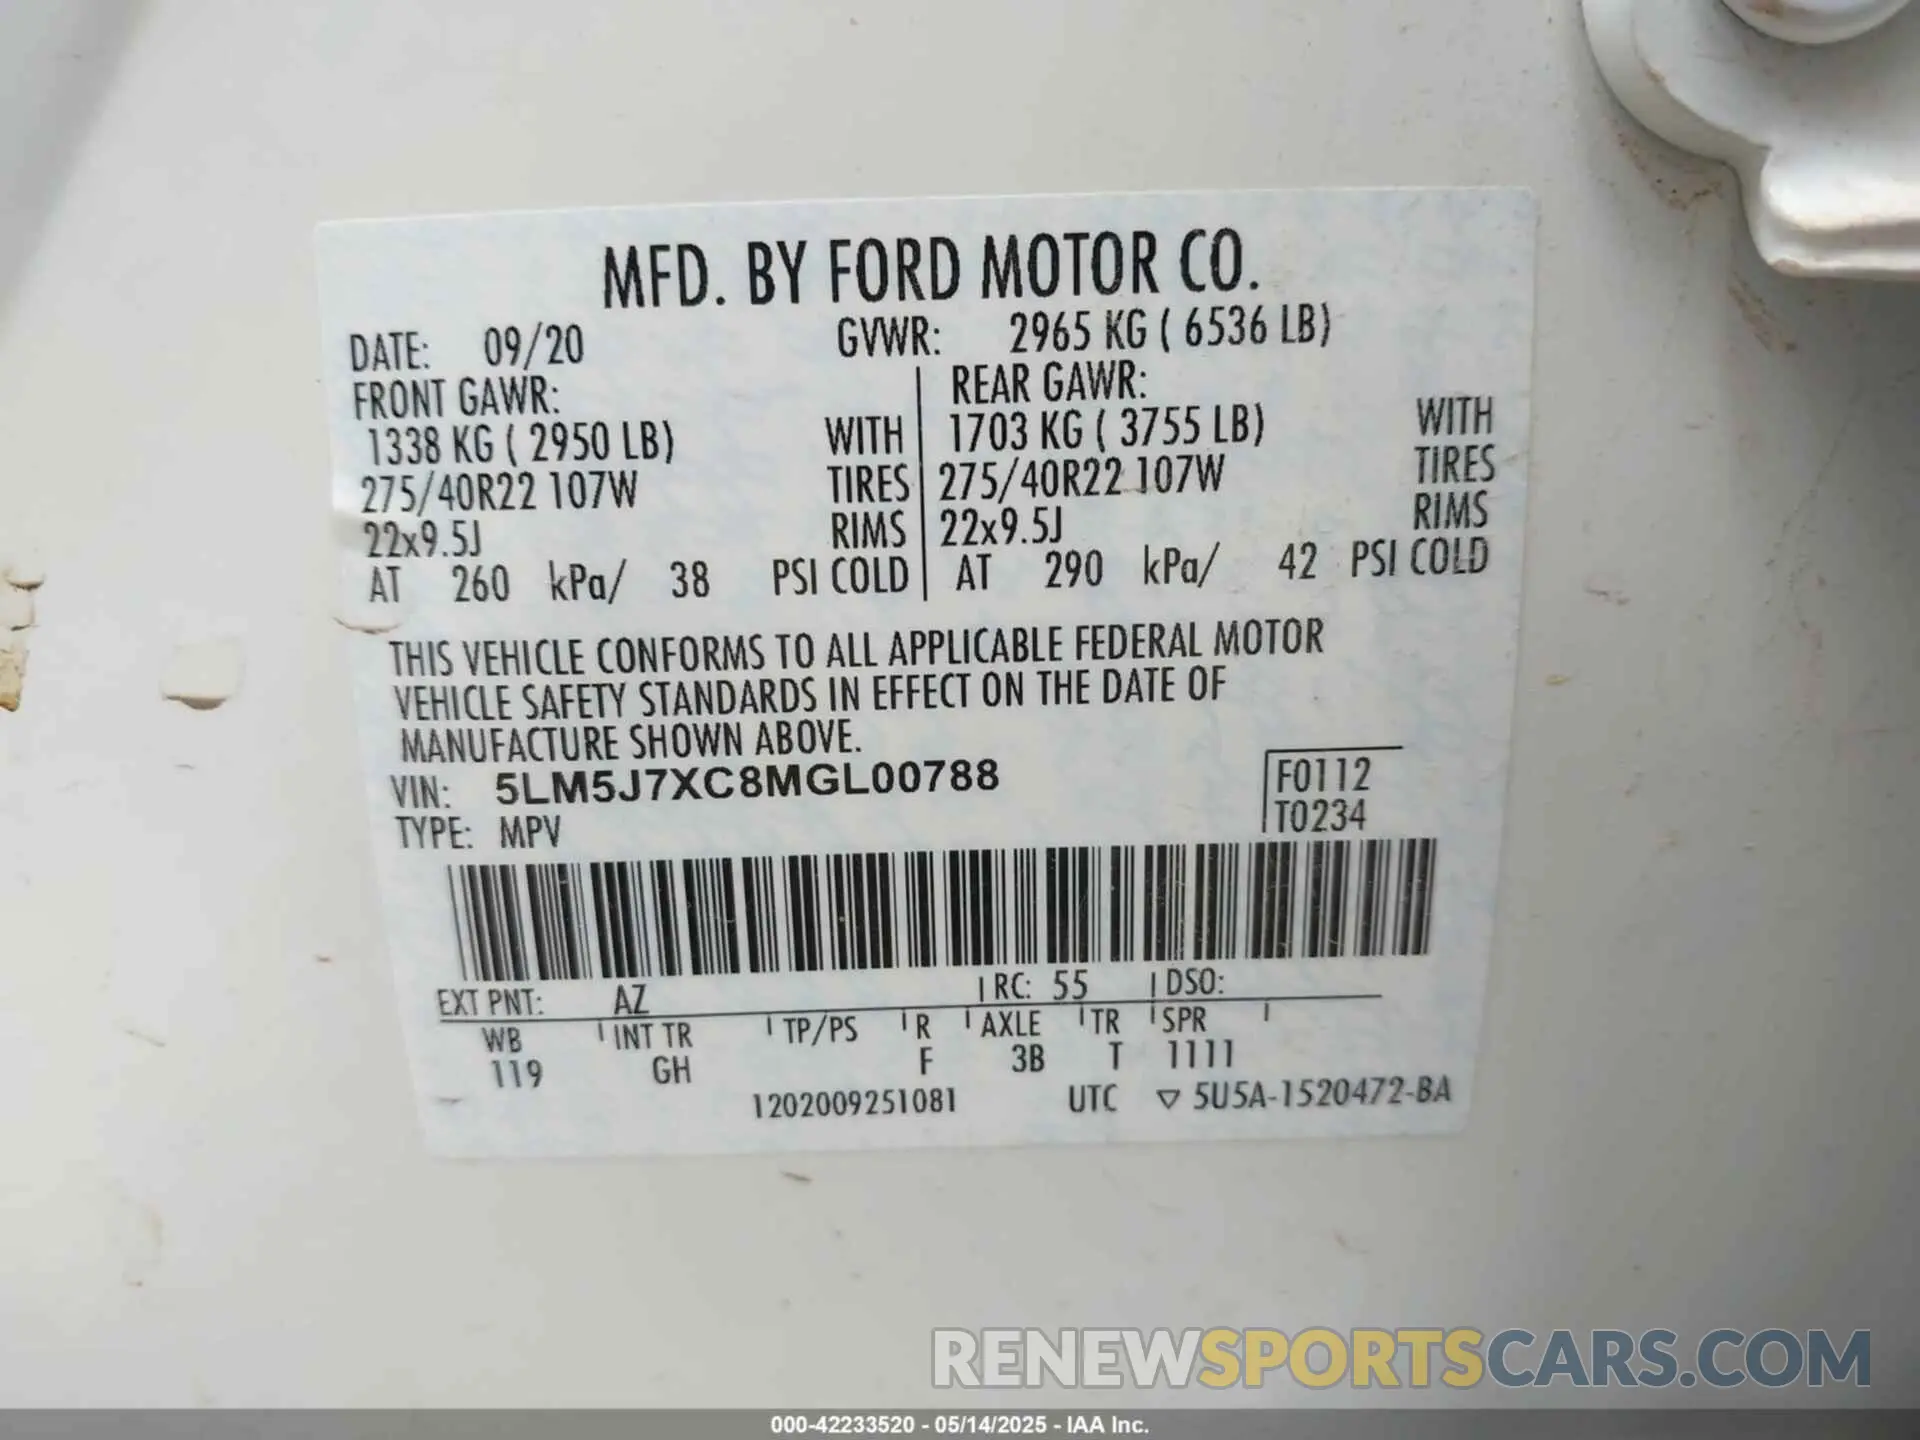 MFD. BY FORD MOTOR CO.
DATE: 09/20 GVWR: 2965 KG ( 6536 LB)
FRONT GAWR: REAR GAWR:
1338 KG ( 2950 LB) WITH 1703 KG ( 3755 LB) WITH
275/40R22 107W TIRES 275/40R22 107W TIRES
22x9.5J RIMS 22x9.5J RIMS
AT 260 kPa/ 38 PSI COLD AT 290 kPa/ 42 PSI COLD
THIS VEHICLE CONFORMS TO ALL APPLICABLE FEDERAL MOTOR
VEHICLE SAFETY STANDARDS IN EFFECT ON THE DATE OF
MANUFACTURE SHOWN ABOVE.
VIN: 5LM5J7XC8MGL00788 F0112
TYPE: MPV T0234
EXT PNT: AZ RC: 55 DSO:
WB INT TR TP/PS R AXLE TR SPR
119 GH F 3B T 1111
1202009251081 UTC ▽ 5U5A-1520472-BA
RENEWSPORTSCARS.COM
000-42233520 - 05/14/2025 - IAA Inc.